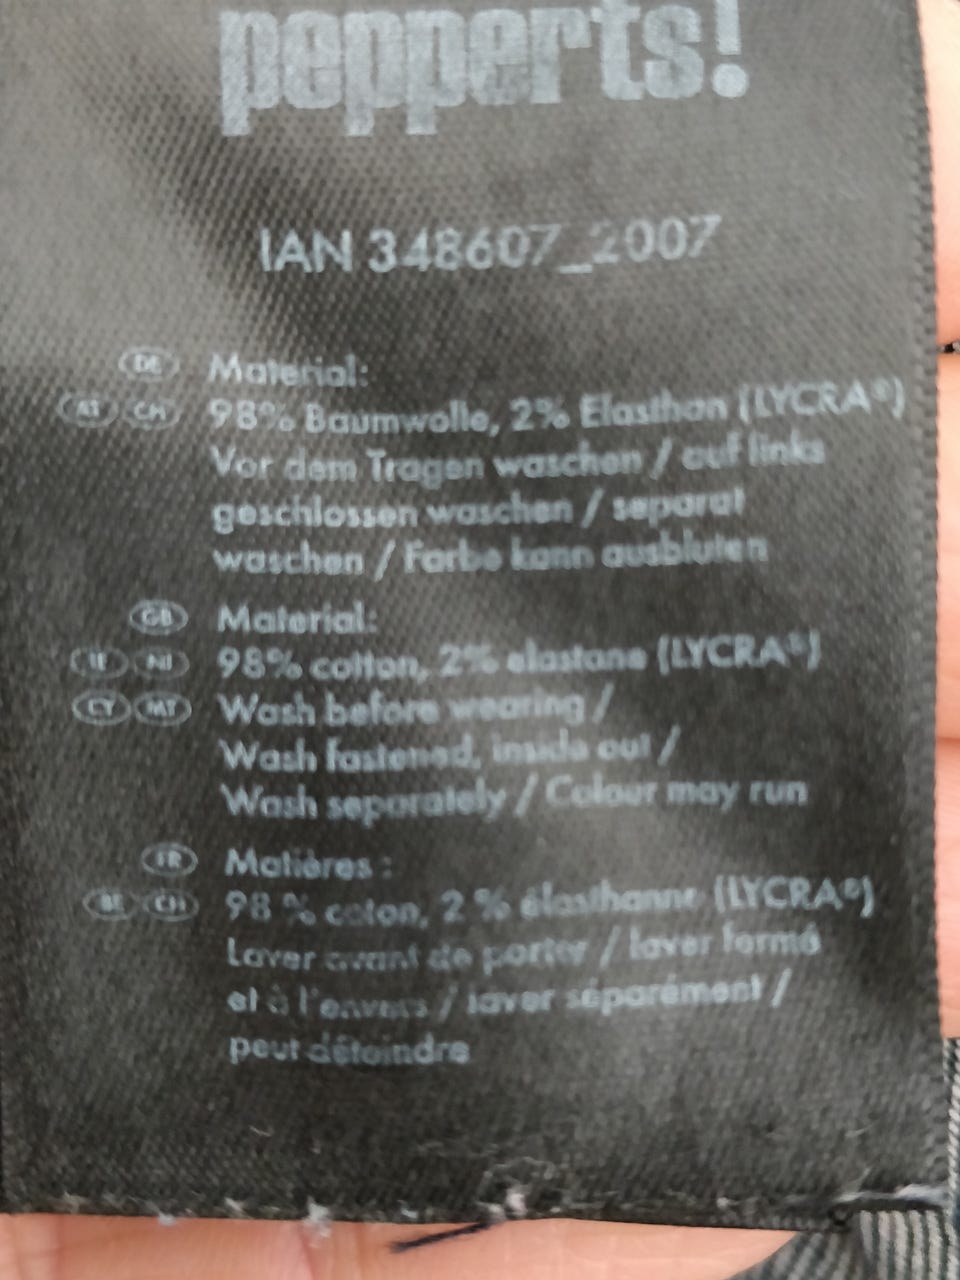 pepperts!
IAN 348607_2007
DE Material:
AT CH 98% Baumwolle, 2% Elasthan (LYCRA®)
Vor dem Tragen waschen / auf links
geschlossen waschen / separat
waschen / Farbe kann ausbluten
GB Material:
IE NI 98% cotton, 2% elastane (LYCRA®)
CY MT Wash before wearing /
Wash fastened, inside out /
Wash separately / Colour may run
FR Matières :
BE CH 98 % coton, 2 % élasthanne (LYCRA®)
Laver avant de porter / laver fermé
et à l'envers / laver séparément /
peut déteindre